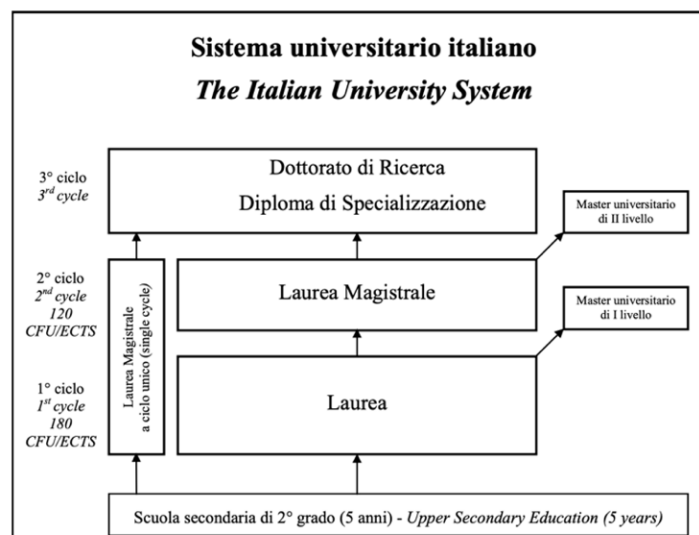 Sistema universitario italiano
The Italian University System
3° ciclo
3rd cycle
Dottorato di Ricerca
Diploma di Specializzazione
Master universitario
di II livello
2° ciclo
2nd cycle
120
CFU/ECTS
Laurea Magistrale
a ciclo unico (single cycle)
Laurea Magistrale
Master universitario
di I livello
1° ciclo
1st cycle
180
CFU/ECTS
Laurea
Scuola secondaria di 2° grado (5 anni) - Upper Secondary Education (5 years)